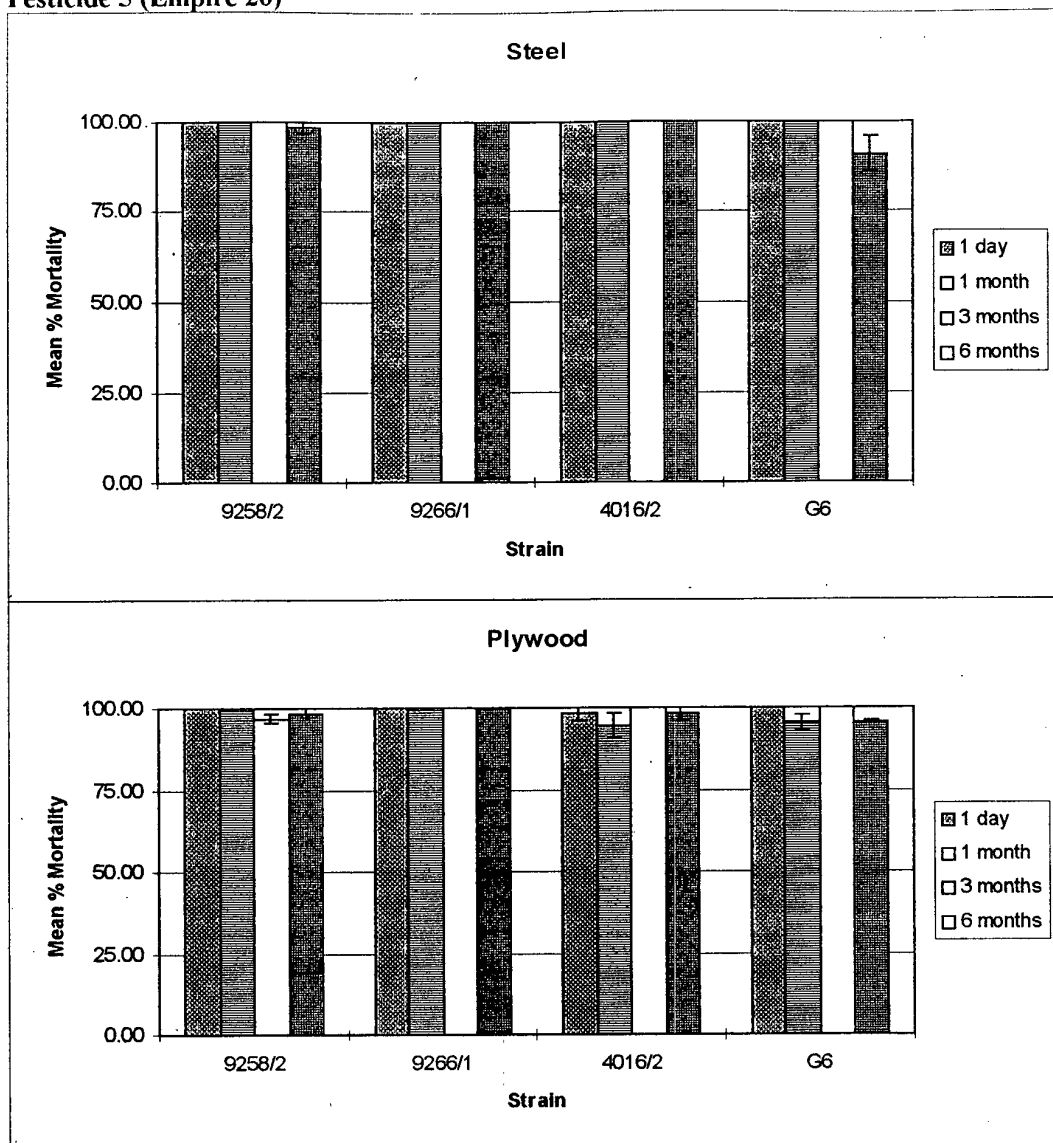 Pesticide 5 (Empire 20)
Steel
100.00
75.00
50.00
25.00
0.00
Mean % Mortality
9258/2 9266/1 4016/2 G6
Strain
1 day
1 month
3 months
6 months
Plywood
100.00
75.00
50.00
25.00
0.00
Mean % Mortality
9258/2 9266/1 4016/2 G6
Strain
1 day
1 month
3 months
6 months